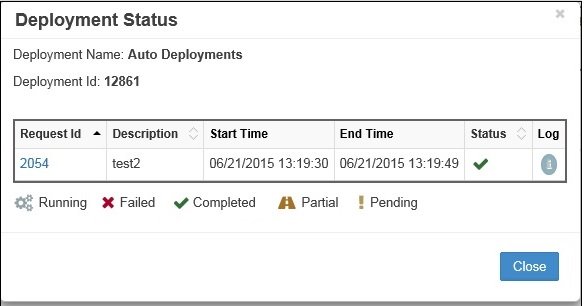 Deployment Status
Deployment Name: Auto Deployments
Deployment Id: 12861
Request Id Description Start Time End Time Status Log
2054 test2 06/21/2015 13:19:30 06/21/2015 13:19:49
Running Failed Completed Partial Pending
Close